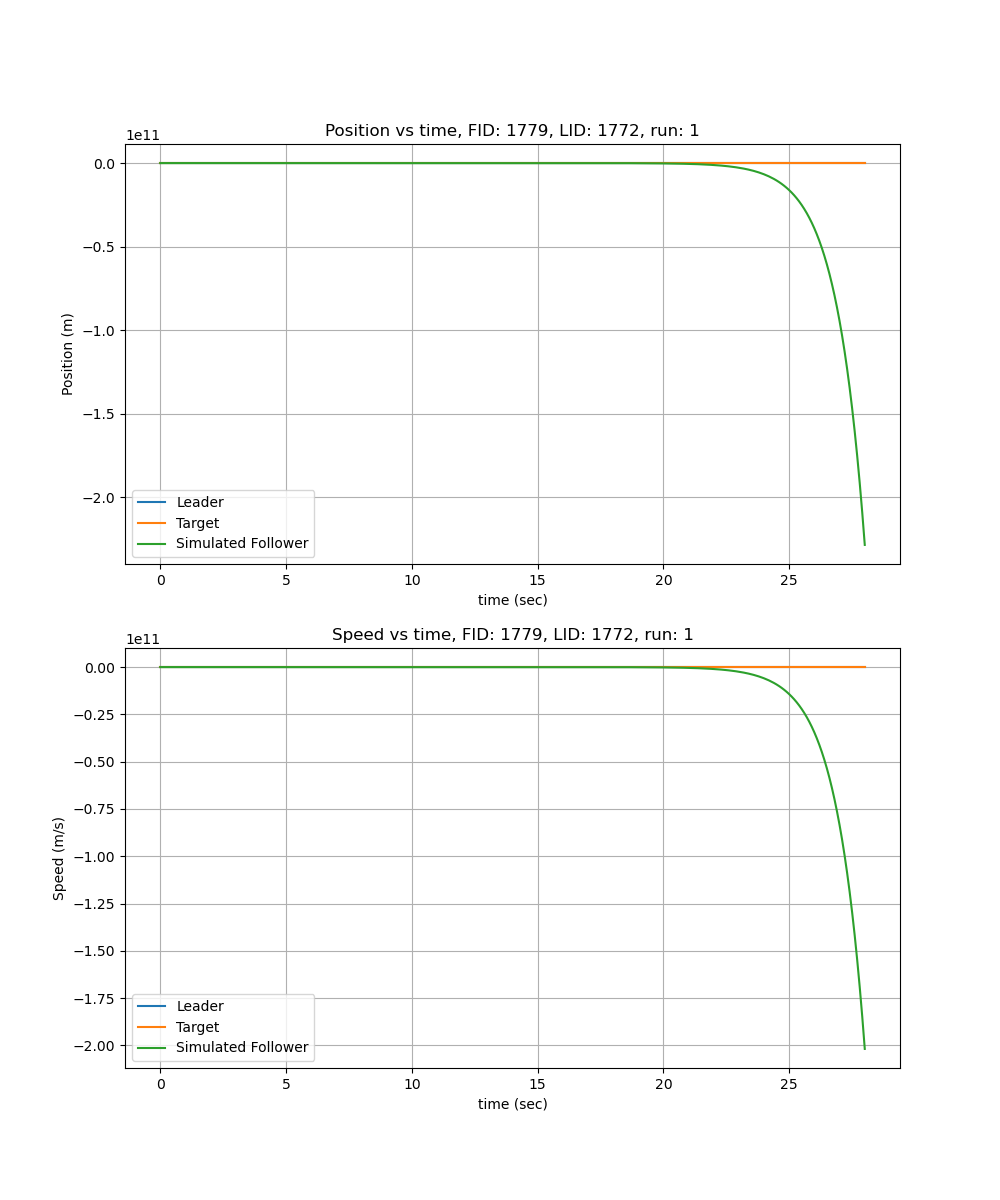 Position vs time, FID: 1779, LID: 1772, run: 1
1e11
0.0
−0.5
−1.0
−1.5
−2.0
Position (m)
Leader
Target
Simulated Follower
0 5 10 15 20 25
time (sec)
Speed vs time, FID: 1779, LID: 1772, run: 1
1e11
0.00
−0.25
−0.50
−0.75
−1.00
−1.25
−1.50
−1.75
−2.00
Speed (m/s)
Leader
Target
Simulated Follower
0 5 10 15 20 25
time (sec)